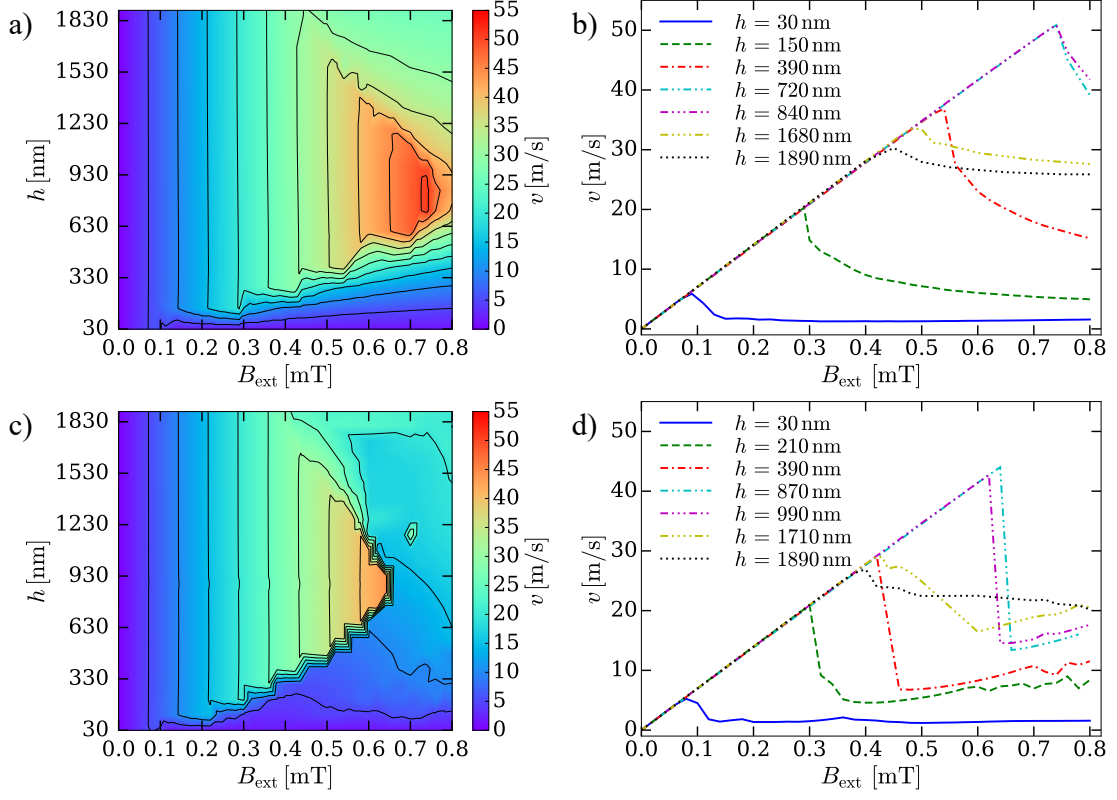 a)
1830
1530
1230
930
630
330
30
h [nm]
0.0 0.1 0.2 0.3 0.4 0.5 0.6 0.7 0.8
B_ext [mT]
55
50
45
40
35
30
25
20
15
10
5
0
v [m/s]
b)
50
40
30
20
10
0
v [m/s]
h = 30 nm
h = 150 nm
h = 390 nm
h = 720 nm
h = 840 nm
h = 1680 nm
h = 1890 nm
0.0 0.1 0.2 0.3 0.4 0.5 0.6 0.7 0.8
B_ext [mT]
c)
1830
1530
1230
930
630
330
30
h [nm]
0.0 0.1 0.2 0.3 0.4 0.5 0.6 0.7 0.8
B_ext [mT]
55
50
45
40
35
30
25
20
15
10
5
0
v [m/s]
d)
50
40
30
20
10
0
v [m/s]
h = 30 nm
h = 210 nm
h = 390 nm
h = 870 nm
h = 990 nm
h = 1710 nm
h = 1890 nm
0.0 0.1 0.2 0.3 0.4 0.5 0.6 0.7 0.8
B_ext [mT]